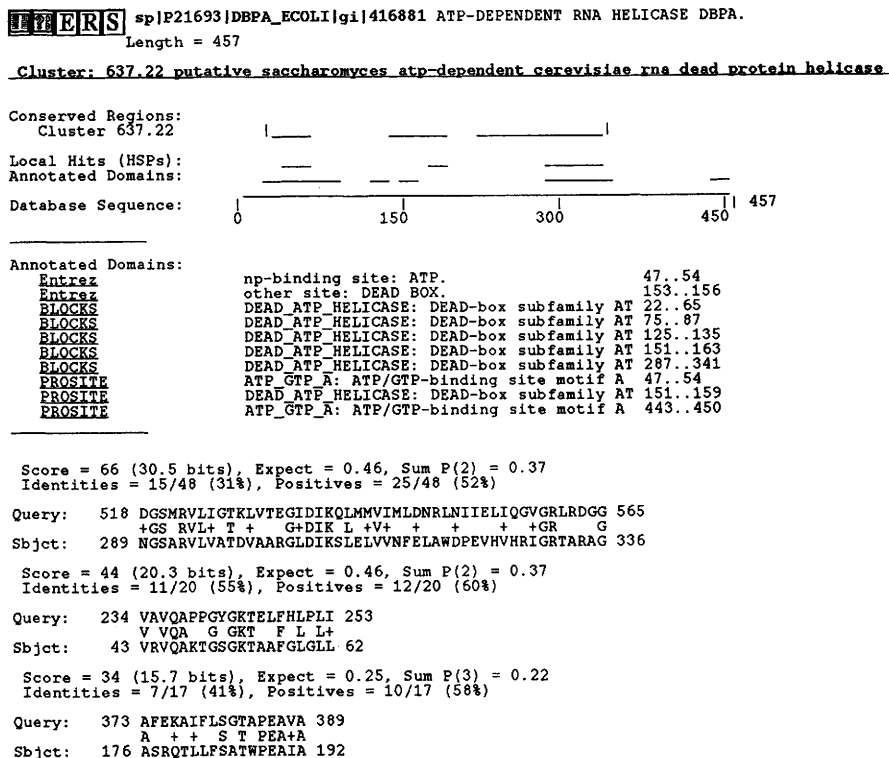 ERS sp|P21693|DBPA_ECOLI|gi|416881 ATP-DEPENDENT RNA HELICASE DBPA.
Length = 457
Cluster: 637.22 putative saccharomyces atp-dependent cerevisiae rna dead protein helicase
Conserved Regions:
Cluster 637.22
Local Hits (HSPs):
Annotated Domains:
Database Sequence: 457
0 150 300 450
Annotated Domains:
Entrez np-binding site: ATP. 47..54
Entrez other site: DEAD BOX. 153..156
BLOCKS DEAD_ATP_HELICASE: DEAD-box subfamily AT 22..65
BLOCKS DEAD_ATP_HELICASE: DEAD-box subfamily AT 75..87
BLOCKS DEAD_ATP_HELICASE: DEAD-box subfamily AT 125..135
BLOCKS DEAD_ATP_HELICASE: DEAD-box subfamily AT 151..163
BLOCKS DEAD_ATP_HELICASE: DEAD-box subfamily AT 287..341
PROSITE ATP_GTP_A: ATP/GTP-binding site motif A 47..54
PROSITE DEAD_ATP_HELICASE: DEAD-box subfamily AT 151..159
PROSITE ATP_GTP_A: ATP/GTP-binding site motif A 443..450
Score = 66 (30.5 bits), Expect = 0.46, Sum P(2) = 0.37
Identities = 15/48 (31%), Positives = 25/48 (52%)
Query: 518 DGSMRVLIGTKLVTEGIDIKQLMMVIMLDNRLNIIELIQGVGRLRDGG 565
+GS RVL+ T + G+DIK L +V+ + + + +GR G
Sbjct: 289 NGSARVLVATDVAARGLDIKSLELVVNFELAWDPEVHVHRIGRTARAG 336
Score = 44 (20.3 bits), Expect = 0.46, Sum P(2) = 0.37
Identities = 11/20 (55%), Positives = 12/20 (60%)
Query: 234 VAVQAPPGYGKTELFHLPLI 253
V VQA G GKT F L L+
Sbjct: 43 VRVQAKTGSGKTAAFGLGLL 62
Score = 34 (15.7 bits), Expect = 0.25, Sum P(3) = 0.22
Identities = 7/17 (41%), Positives = 10/17 (58%)
Query: 373 AFEKAIFLSGTAPEAVA 389
A + + S T PEA+A
Sbjct: 176 ASRQTLLFSATWPEAIA 192